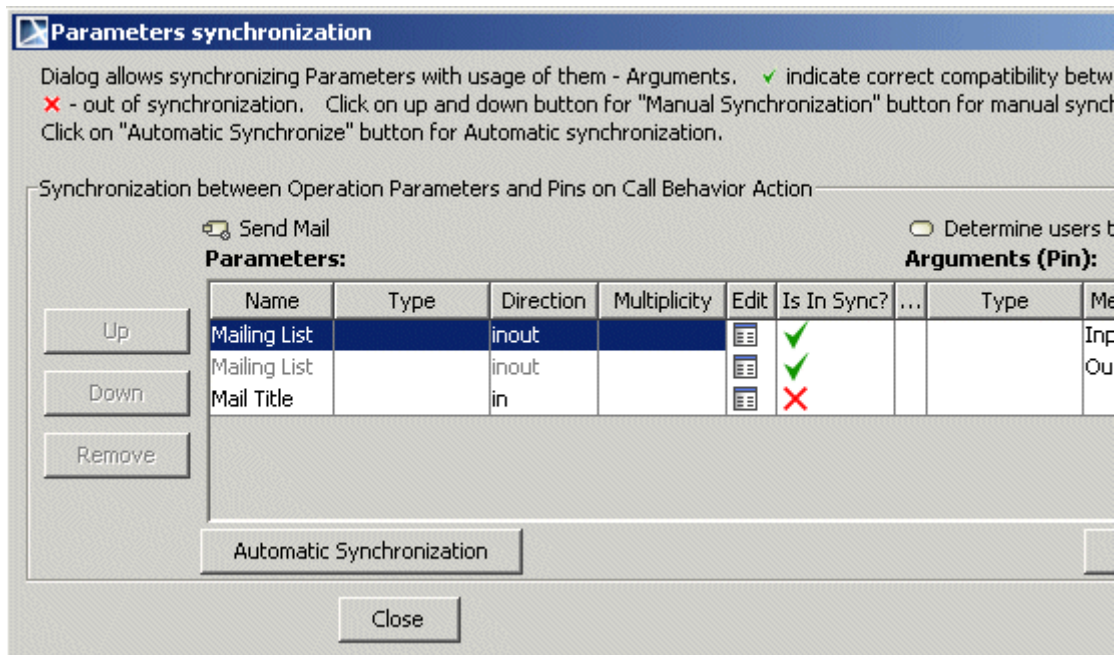 Parameters synchronization
Dialog allows synchronizing Parameters with usage of them - Arguments. ✓ indicate correct compatibility betw
✗ - out of synchronization. Click on up and down button for "Manual Synchronization" button for manual synch
Click on "Automatic Synchronize" button for Automatic synchronization.
Synchronization between Operation Parameters and Pins on Call Behavior Action
Send Mail Determine users t
Parameters: Arguments (Pin):
Name Type Direction Multiplicity Edit Is In Sync? ... Type Me
Up
Mailing List inout Inp
Mailing List inout Ou
Down
Mail Title in
Remove
Automatic Synchronization
Close